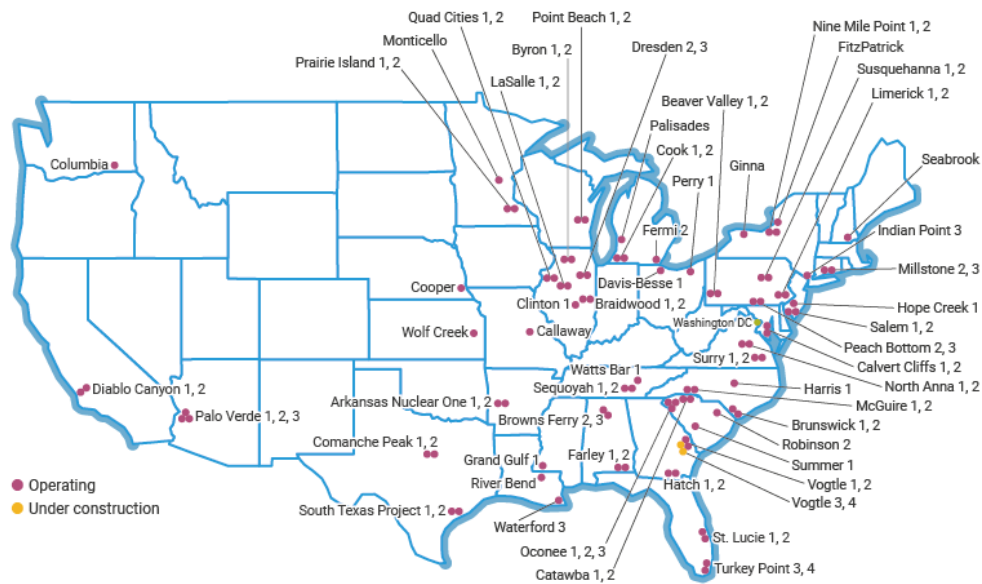 Quad Cities 1, 2
Point Beach 1, 2
Nine Mile Point 1, 2
Monticello
Byron 1, 2
Dresden 2, 3
FitzPatrick
Prairie Island 1, 2
Susquehanna 1, 2
LaSalle 1, 2
Limerick 1, 2
Beaver Valley 1, 2
Palisades
Cook 1, 2
Ginna
Seabrook
Columbia
Perry 1
Fermi 2
Indian Point 3
Millstone 2, 3
Davis-Besse 1
Cooper
Clinton 1
Braidwood 1, 2
Hope Creek 1
Washington DC
Salem 1, 2
Wolf Creek
Callaway
Peach Bottom 2, 3
Surry 1, 2
Calvert Cliffs 1, 2
Watts Bar 1
North Anna 1, 2
Diablo Canyon 1, 2
Sequoyah 1, 2
Harris 1
Arkansas Nuclear One 1, 2
McGuire 1, 2
Palo Verde 1, 2, 3
Browns Ferry 2, 3
Brunswick 1, 2
Comanche Peak 1, 2
Robinson 2
Grand Gulf 1
Farley 1, 2
Summer 1
River Bend
Hatch 1, 2
Vogtle 1, 2
Operating
Vogtle 3, 4
Under construction
South Texas Project 1, 2
Waterford 3
Oconee 1, 2, 3
St. Lucie 1, 2
Catawba 1, 2
Turkey Point 3, 4